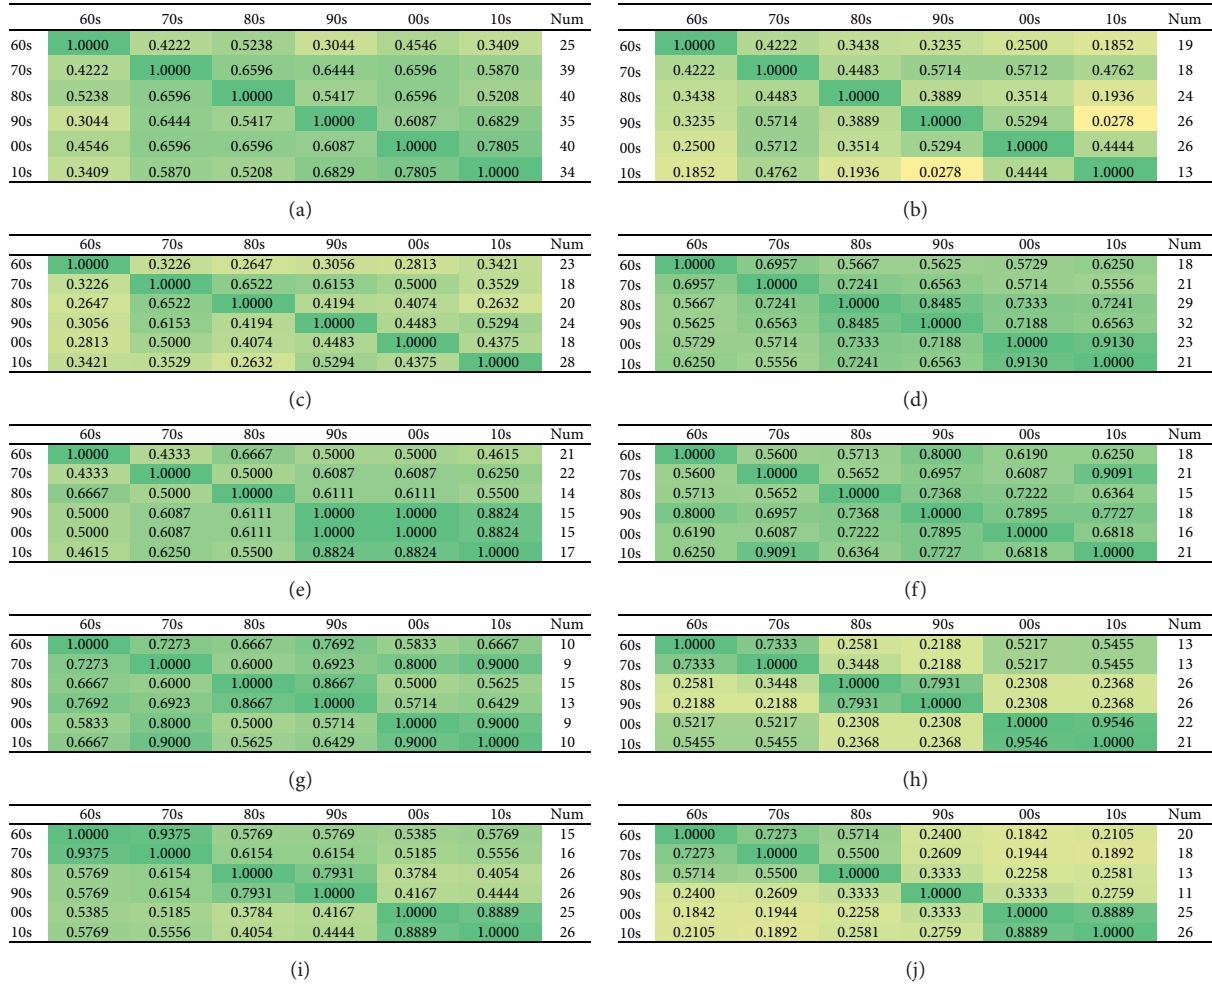 60s 70s 80s 90s 00s 10s Num
60s 1.0000 0.4222 0.5238 0.3044 0.4546 0.3409 25
70s 0.4222 1.0000 0.6596 0.6444 0.6596 0.5870 39
80s 0.5238 0.6596 1.0000 0.5417 0.6596 0.5208 40
90s 0.3044 0.6444 0.5417 1.0000 0.6087 0.6829 35
00s 0.4546 0.6596 0.6596 0.6087 1.0000 0.7805 40
10s 0.3409 0.5870 0.5208 0.6829 0.7805 1.0000 34
(a)
60s 70s 80s 90s 00s 10s Num
60s 1.0000 0.4222 0.3438 0.3235 0.2500 0.1852 19
70s 0.4222 1.0000 0.4483 0.5714 0.5712 0.4762 18
80s 0.3438 0.4483 1.0000 0.3889 0.3514 0.1936 24
90s 0.3235 0.5714 0.3889 1.0000 0.5294 0.0278 26
00s 0.2500 0.5712 0.3514 0.5294 1.0000 0.4444 26
10s 0.1852 0.4762 0.1936 0.0278 0.4444 1.0000 13
(b)
60s 70s 80s 90s 00s 10s Num
60s 1.0000 0.3226 0.2647 0.3056 0.2813 0.3421 23
70s 0.3226 1.0000 0.6522 0.6153 0.5000 0.3529 18
80s 0.2647 0.6522 1.0000 0.4194 0.4074 0.2632 20
90s 0.3056 0.6153 0.4194 1.0000 0.4483 0.5294 24
00s 0.2813 0.5000 0.4074 0.4483 1.0000 0.4375 18
10s 0.3421 0.3529 0.2632 0.5294 0.4375 1.0000 28
(c)
60s 70s 80s 90s 00s 10s Num
60s 1.0000 0.6957 0.5667 0.5625 0.5729 0.6250 18
70s 0.6957 1.0000 0.7241 0.6563 0.5714 0.5556 21
80s 0.5667 0.7241 1.0000 0.8485 0.7333 0.7241 29
90s 0.5625 0.6563 0.8485 1.0000 0.7188 0.6563 32
00s 0.5729 0.5714 0.7333 0.7188 1.0000 0.9130 23
10s 0.6250 0.5556 0.7241 0.6563 0.9130 1.0000 21
(d)
60s 70s 80s 90s 00s 10s Num
60s 1.0000 0.4333 0.6667 0.5000 0.5000 0.4615 21
70s 0.4333 1.0000 0.5000 0.6087 0.6087 0.6250 22
80s 0.6667 0.5000 1.0000 0.6111 0.6111 0.5500 14
90s 0.5000 0.6087 0.6111 1.0000 1.0000 0.8824 15
00s 0.5000 0.6087 0.6111 1.0000 1.0000 0.8824 15
10s 0.4615 0.6250 0.5500 0.8824 0.8824 1.0000 17
(e)
60s 70s 80s 90s 00s 10s Num
60s 1.0000 0.5600 0.5713 0.8000 0.6190 0.6250 18
70s 0.5600 1.0000 0.5652 0.6957 0.6087 0.9091 21
80s 0.5713 0.5652 1.0000 0.7368 0.7222 0.6364 15
90s 0.8000 0.6957 0.7368 1.0000 0.7895 0.7727 18
00s 0.6190 0.6087 0.7222 0.7895 1.0000 0.6818 16
10s 0.6250 0.9091 0.6364 0.7727 0.6818 1.0000 21
(f)
60s 70s 80s 90s 00s 10s Num
60s 1.0000 0.7273 0.6667 0.7692 0.5833 0.6667 10
70s 0.7273 1.0000 0.6000 0.6923 0.8000 0.9000 9
80s 0.6667 0.6000 1.0000 0.8667 0.5000 0.5625 15
90s 0.7692 0.6923 0.8667 1.0000 0.5714 0.6429 13
00s 0.5833 0.8000 0.5000 0.5714 1.0000 0.9000 9
10s 0.6667 0.9000 0.5625 0.6429 0.9000 1.0000 10
(g)
60s 70s 80s 90s 00s 10s Num
60s 1.0000 0.7333 0.2581 0.2188 0.5217 0.5455 13
70s 0.7333 1.0000 0.3448 0.2188 0.5217 0.5455 13
80s 0.2581 0.3448 1.0000 0.7931 0.2308 0.2368 26
90s 0.2188 0.2188 0.7931 1.0000 0.2308 0.2368 26
00s 0.5217 0.5217 0.2308 0.2308 1.0000 0.9546 22
10s 0.5455 0.5455 0.2368 0.2368 0.9546 1.0000 21
(h)
60s 70s 80s 90s 00s 10s Num
60s 1.0000 0.9375 0.5769 0.5769 0.5385 0.5769 15
70s 0.9375 1.0000 0.6154 0.6154 0.5185 0.5556 16
80s 0.5769 0.6154 1.0000 0.7931 0.3784 0.4054 26
90s 0.5769 0.6154 0.7931 1.0000 0.4167 0.4444 26
00s 0.5385 0.5185 0.3784 0.4167 1.0000 0.8889 25
10s 0.5769 0.5556 0.4054 0.4444 0.8889 1.0000 26
(i)
60s 70s 80s 90s 00s 10s Num
60s 1.0000 0.7273 0.5714 0.2400 0.1842 0.2105 20
70s 0.7273 1.0000 0.5500 0.2609 0.1944 0.1892 18
80s 0.5714 0.5500 1.0000 0.3333 0.2258 0.2581 13
90s 0.2400 0.2609 0.3333 1.0000 0.3333 0.2759 11
00s 0.1842 0.1944 0.2258 0.3333 1.0000 0.8889 25
10s 0.2105 0.1892 0.2581 0.2759 0.8889 1.0000 26
(j)